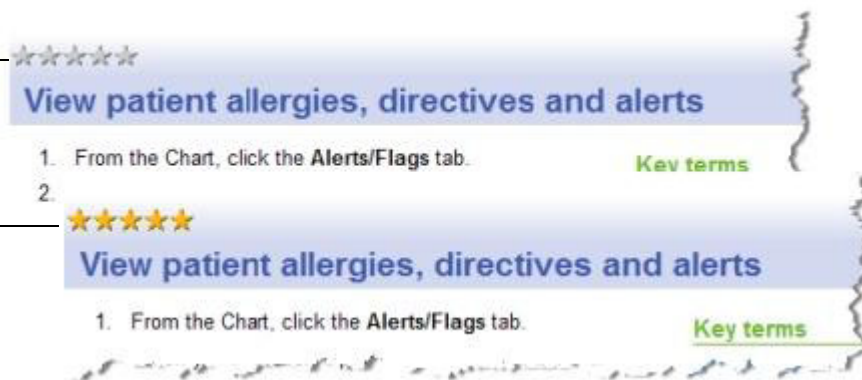 View patient allergies, directives and alerts
1. From the Chart, click the Alerts/Flags tab.
Key terms
2.
View patient allergies, directives and alerts
1. From the Chart, click the Alerts/Flags tab.
Key terms